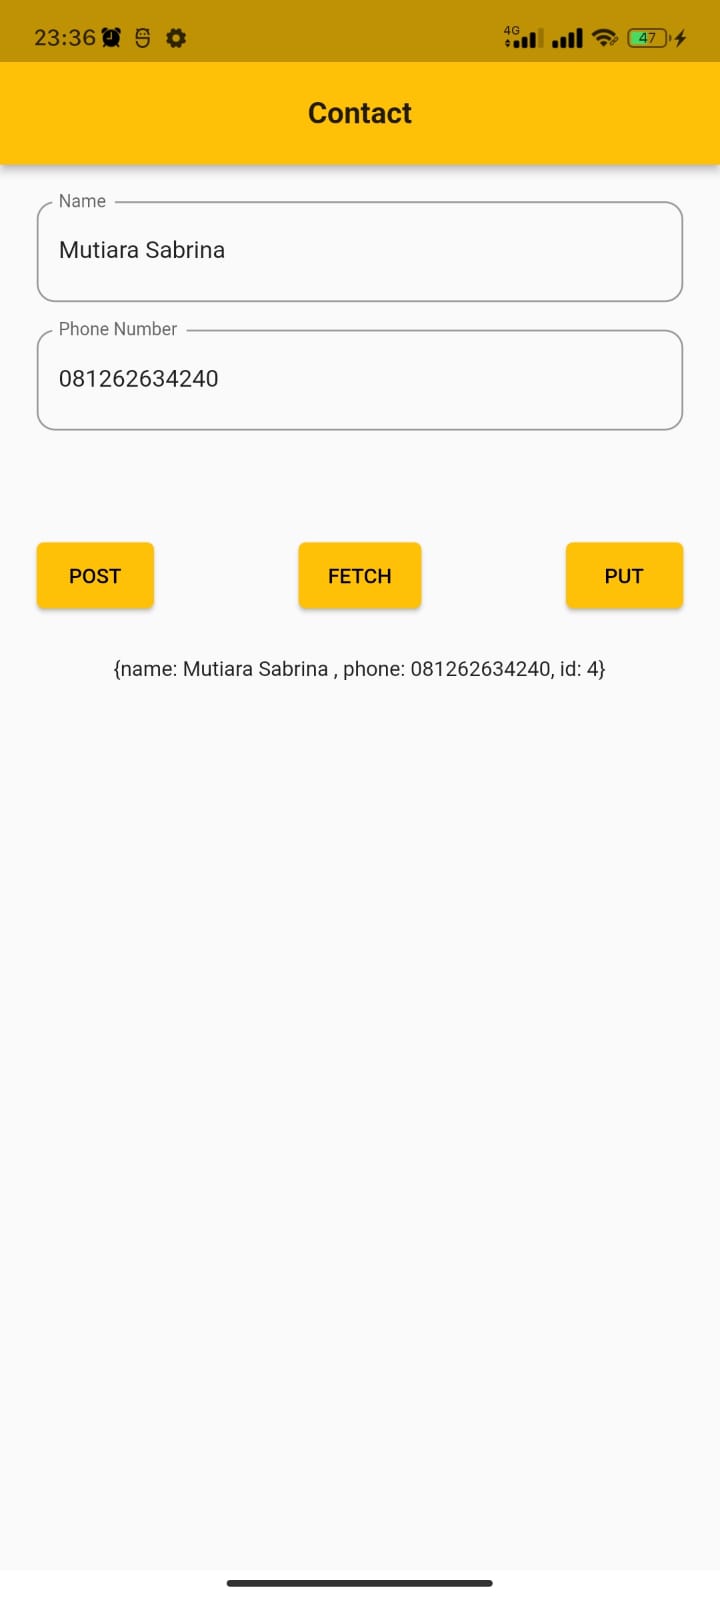 23:36 4G 47
Contact
Name
Mutiara Sabrina
Phone Number
081262634240
POST FETCH PUT
{name: Mutiara Sabrina , phone: 081262634240, id: 4}